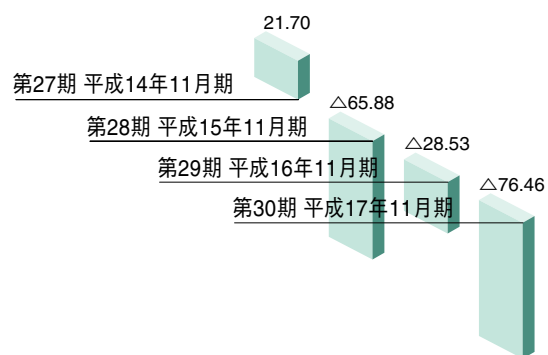 21.70
第27期 平成14年11月期
△65.88
第28期 平成15年11月期
△28.53
第29期 平成16年11月期
△76.46
第30期 平成17年11月期